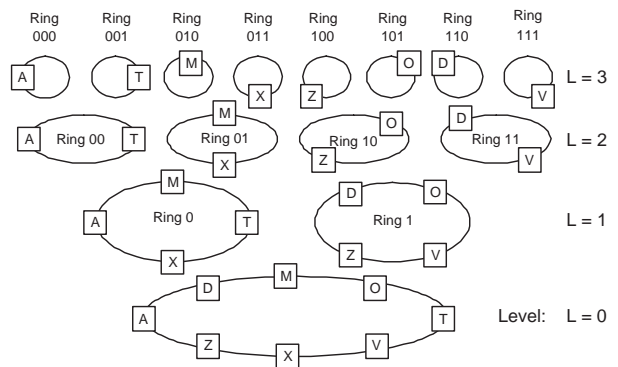 Ring 000
Ring 001
Ring 010
Ring 011
Ring 100
Ring 101
Ring 110
Ring 111
A T M X Z O D V L = 3
A Ring 00 T
M Ring 01 X
O Ring 10 Z
D Ring 11 V
L = 2
M
A Ring 0 T
X
D O
Ring 1
Z V
L = 1
D M O
A T
Z X V
Level: L = 0